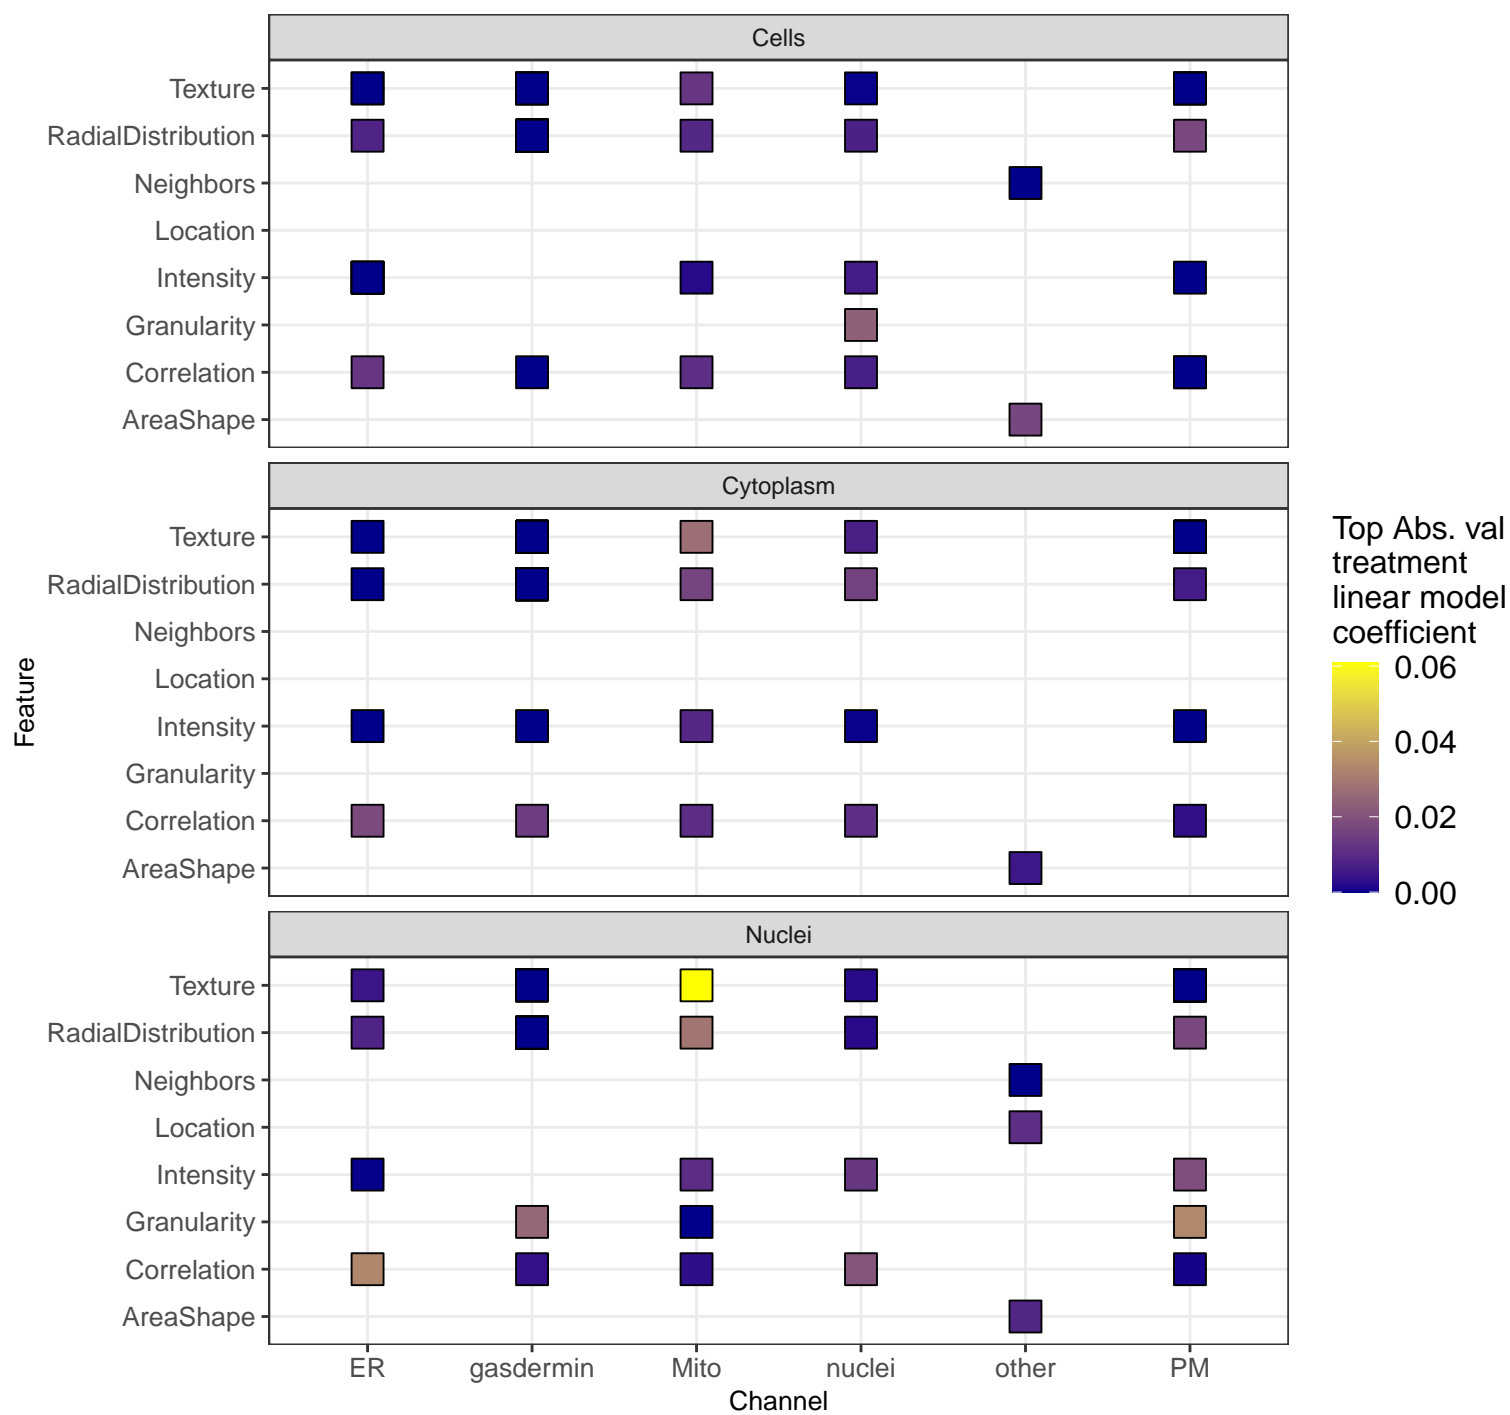 Cells
Texture
RadialDistribution
Neighbors
Location
Intensity
Granularity
Correlation
AreaShape
Cytoplasm
Texture
RadialDistribution
Neighbors
Location
Intensity
Granularity
Correlation
AreaShape
Nuclei
Texture
RadialDistribution
Neighbors
Location
Intensity
Granularity
Correlation
AreaShape
ER gasdermin Mito nuclei other PM
Channel
Feature
Top Abs. val
treatment
linear model
coefficient
0.06
0.04
0.02
0.00